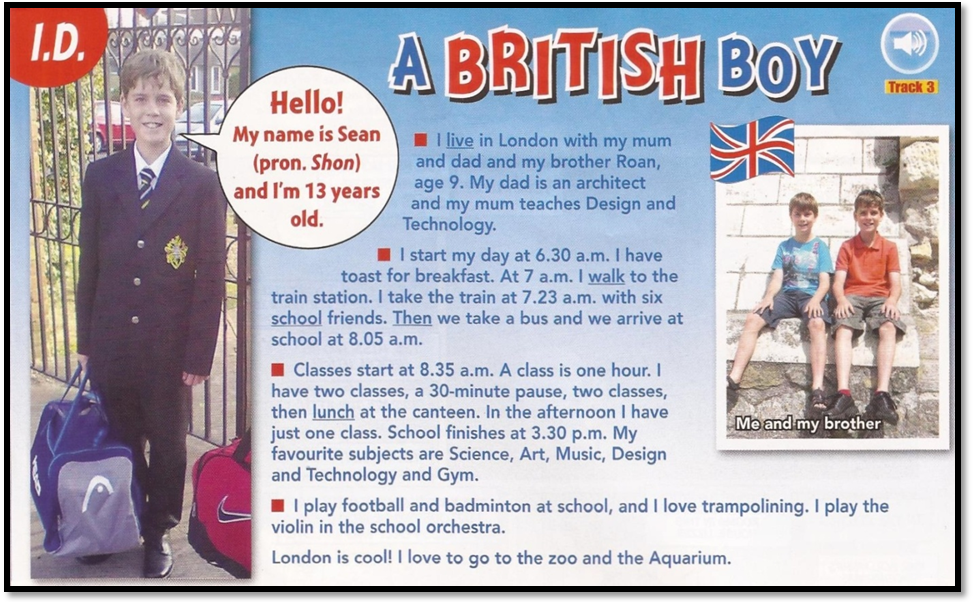 I.D.
A BRITISH BOY
Track 3
Hello!
My name is Sean
(pron. Shon)
and I'm 13 years
old.
■ I live in London with my mum
and dad and my brother Roan,
age 9. My dad is an architect
and my mum teaches Design and
Technology.
■ I start my day at 6.30 a.m. I have
toast for breakfast. At 7 a.m. I walk to the
train station. I take the train at 7.23 a.m. with six
school friends. Then we take a bus and we arrive at
school at 8.05 a.m.
■ Classes start at 8.35 a.m. A class is one hour. I
have two classes, a 30-minute pause, two classes,
then lunch at the canteen. In the afternoon I have
just one class. School finishes at 3.30 p.m. My
favourite subjects are Science, Art, Music, Design
and Technology and Gym.
■ I play football and badminton at school, and I love trampolining. I play the
violin in the school orchestra.
London is cool! I love to go to the zoo and the Aquarium.
Me and my brother